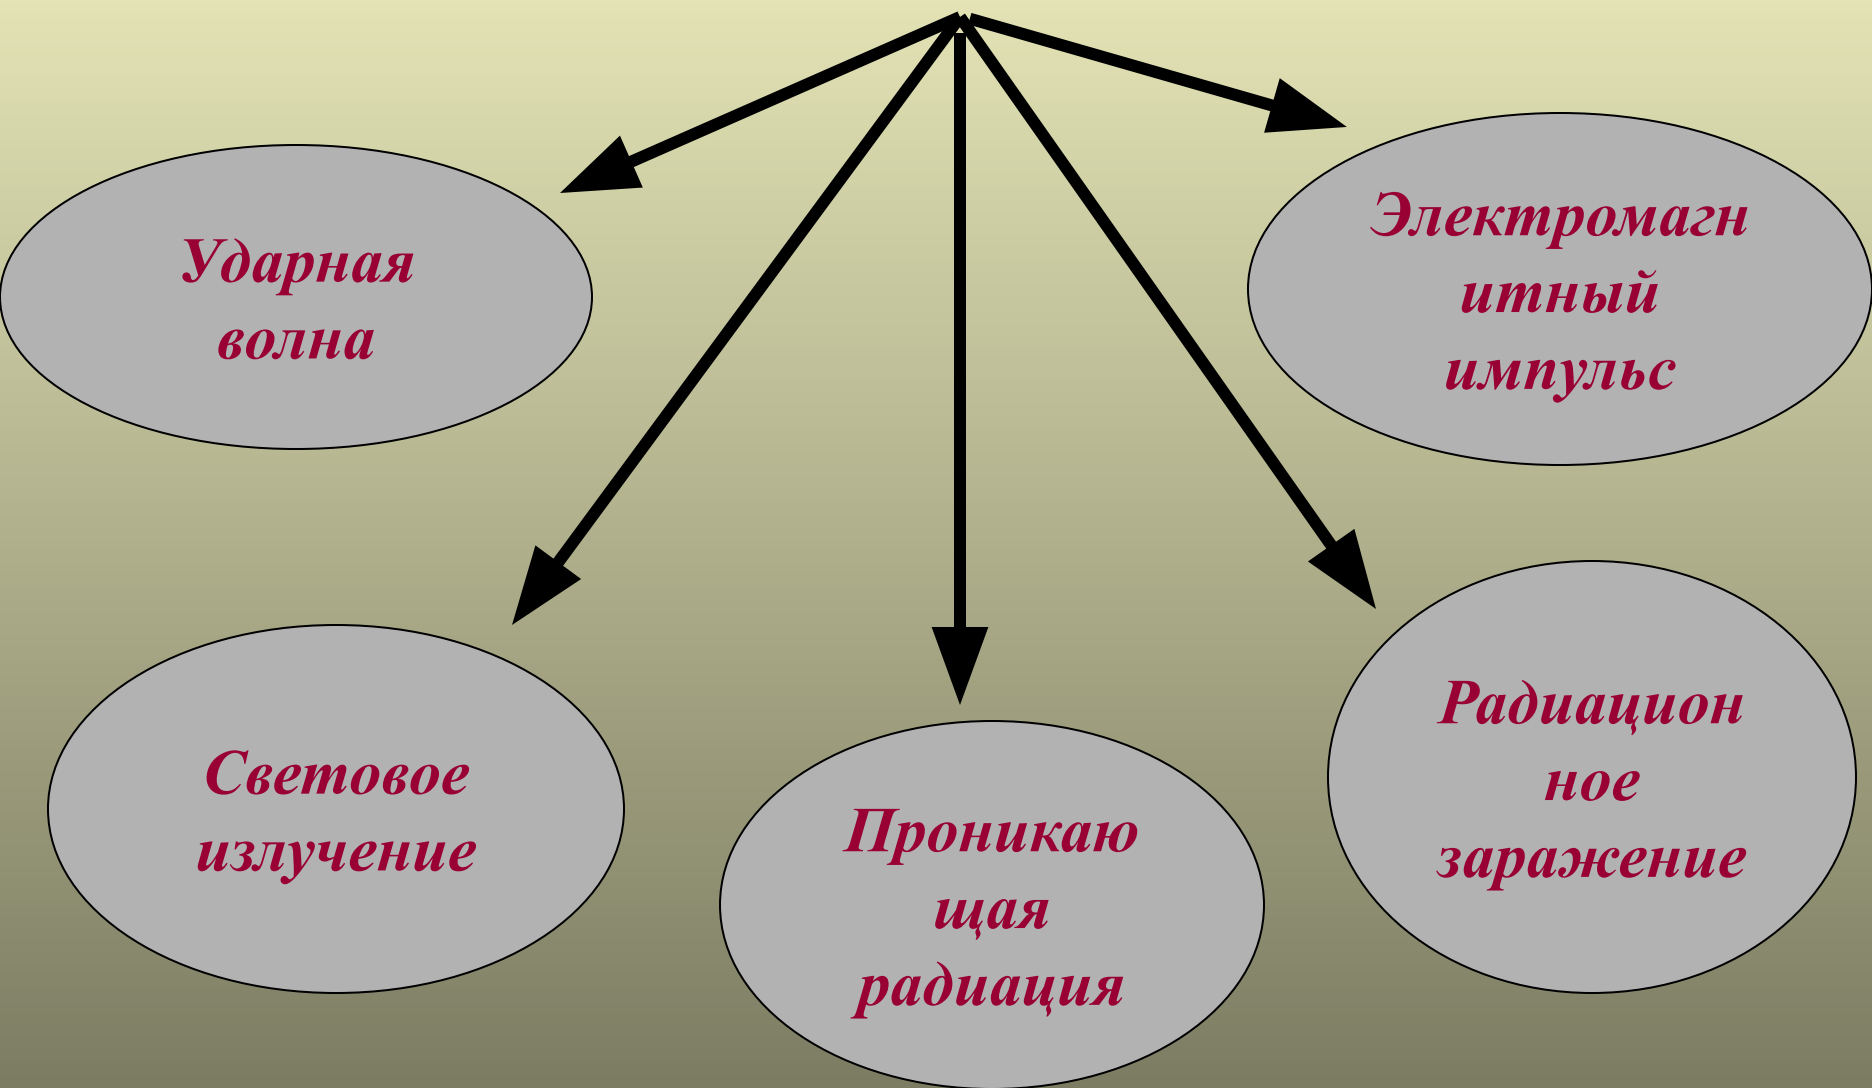 Ударная
волна
Электромагн
итный
импульс
Световое
излучение
Проникаю
щая
радиация
Радиацион
ное
заражение